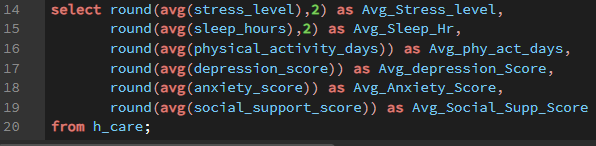 14 select round(avg(stress_level),2) as Avg_Stress_level,
15 round(avg(sleep_hours),2) as Avg_Sleep_Hr,
16 round(avg(physical_activity_days)) as Avg_phy_act_days,
17 round(avg(depression_score)) as Avg_depression_Score,
18 round(avg(anxiety_score)) as Avg_Anxiety_Score,
19 round(avg(social_support_score)) as Avg_Social_Supp_Score
20 from h_care;